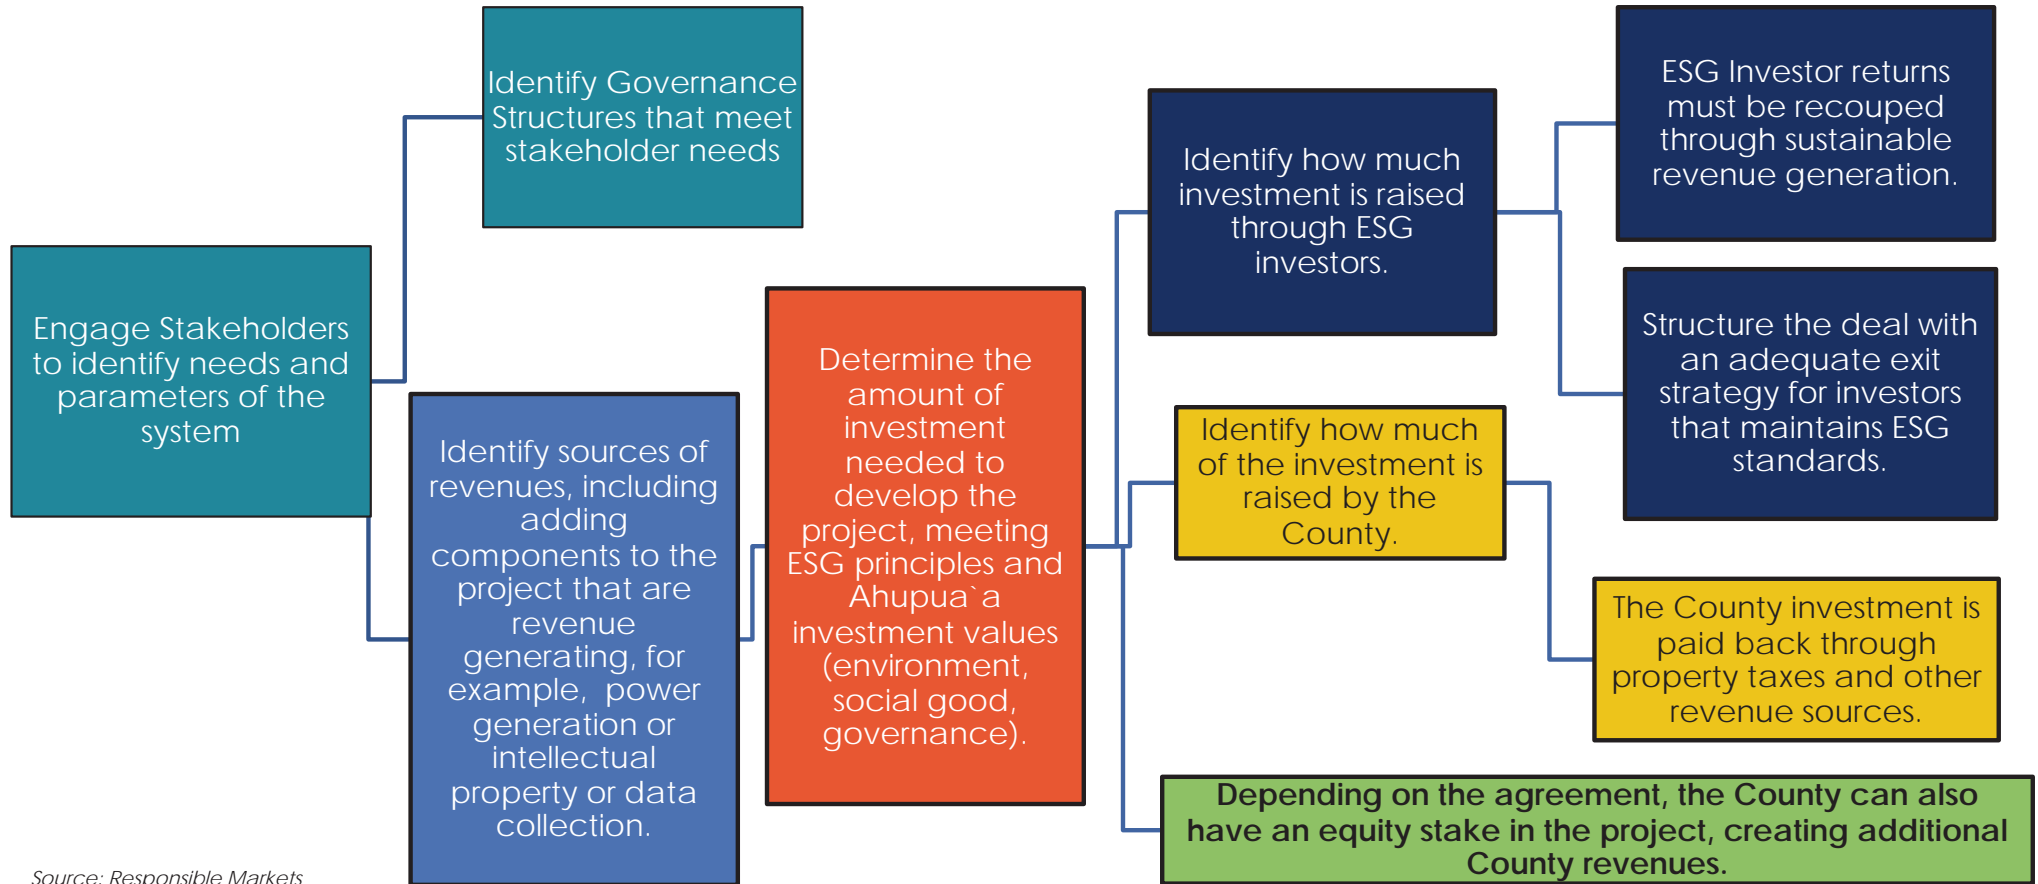 Engage Stakeholders
to identify needs and
parameters of the
system
Identify Governance
Structures that meet
stakeholder needs
Identify sources of
revenues, including
adding
components to the
project that are
revenue
generating, for
example, power
generation or
intellectual
property or data
collection.
Determine the
amount of
investment
needed to
develop the
project, meeting
ESG principles and
Ahupua`a
investment values
(environment,
social good,
governance).
Identify how much
investment is raised
through ESG
investors.
ESG Investor returns
must be recouped
through sustainable
revenue generation.
Structure the deal with
an adequate exit
strategy for investors
that maintains ESG
standards.
Identify how much
of the investment is
raised by the
County.
The County investment is
paid back through
property taxes and other
revenue sources.
Depending on the agreement, the County can also
have an equity stake in the project, creating additional
County revenues.
Source: Responsible Markets